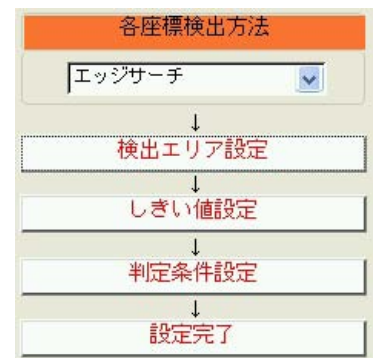 各座標検出方法
エッジサーチ
↓
検出エリア設定
↓
しきい値設定
↓
判定条件設定
↓
設定完了